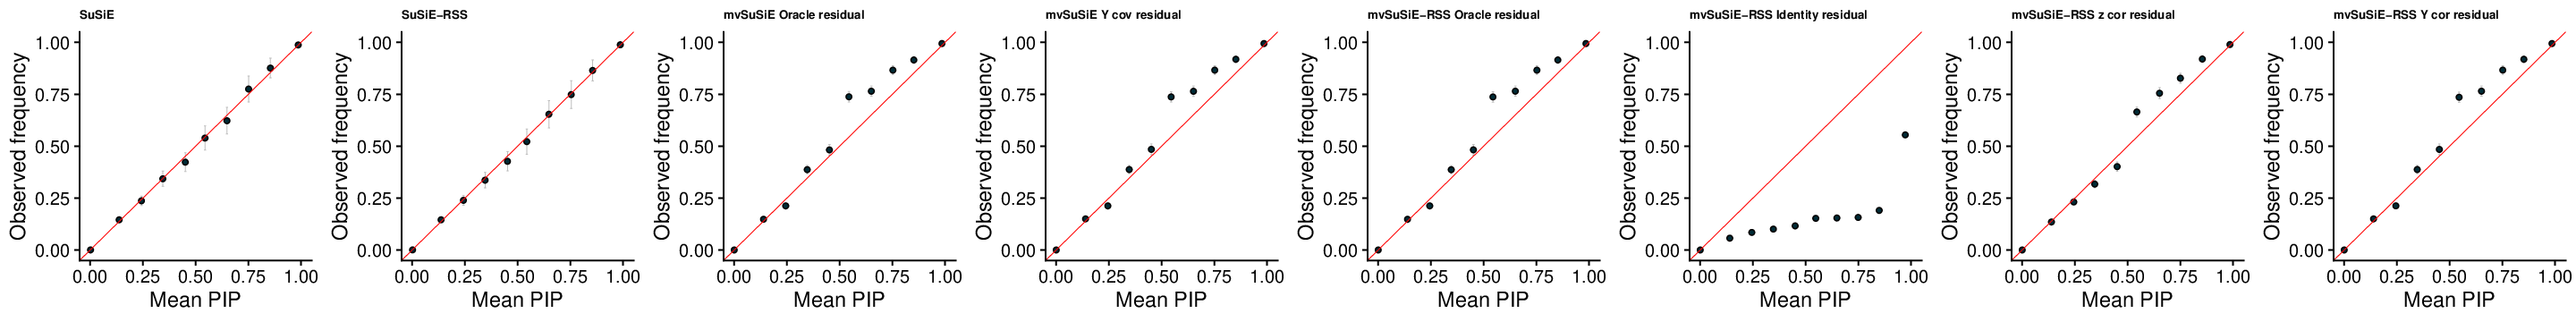 SuSiE
1.00
0.75
0.50
0.25
0.00
Observed frequency
0.00 0.25 0.50 0.75 1.00
Mean PIP
SuSiE−RSS
1.00
0.75
0.50
0.25
0.00
Observed frequency
0.00 0.25 0.50 0.75 1.00
Mean PIP
mvSuSiE Oracle residual
1.00
0.75
0.50
0.25
0.00
Observed frequency
0.00 0.25 0.50 0.75 1.00
Mean PIP
mvSuSiE Y cov residual
1.00
0.75
0.50
0.25
0.00
Observed frequency
0.00 0.25 0.50 0.75 1.00
Mean PIP
mvSuSiE−RSS Oracle residual
1.00
0.75
0.50
0.25
0.00
Observed frequency
0.00 0.25 0.50 0.75 1.00
Mean PIP
mvSuSiE−RSS Identity residual
1.00
0.75
0.50
0.25
0.00
Observed frequency
0.00 0.25 0.50 0.75 1.00
Mean PIP
mvSuSiE−RSS z cor residual
1.00
0.75
0.50
0.25
0.00
Observed frequency
0.00 0.25 0.50 0.75 1.00
Mean PIP
mvSuSiE−RSS Y cor residual
1.00
0.75
0.50
0.25
0.00
Observed frequency
0.00 0.25 0.50 0.75 1.00
Mean PIP